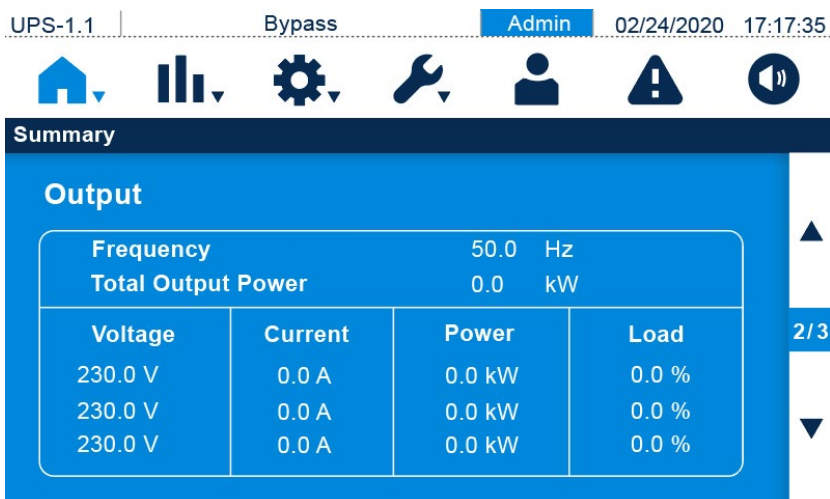 UPS-1.1 Bypass Admin 02/24/2020 17:17:35
Summary
Output
Frequency 50.0 Hz
Total Output Power 0.0 kW
Voltage Current Power Load
230.0 V 0.0 A 0.0 kW 0.0 %
230.0 V 0.0 A 0.0 kW 0.0 %
230.0 V 0.0 A 0.0 kW 0.0 %
2/3